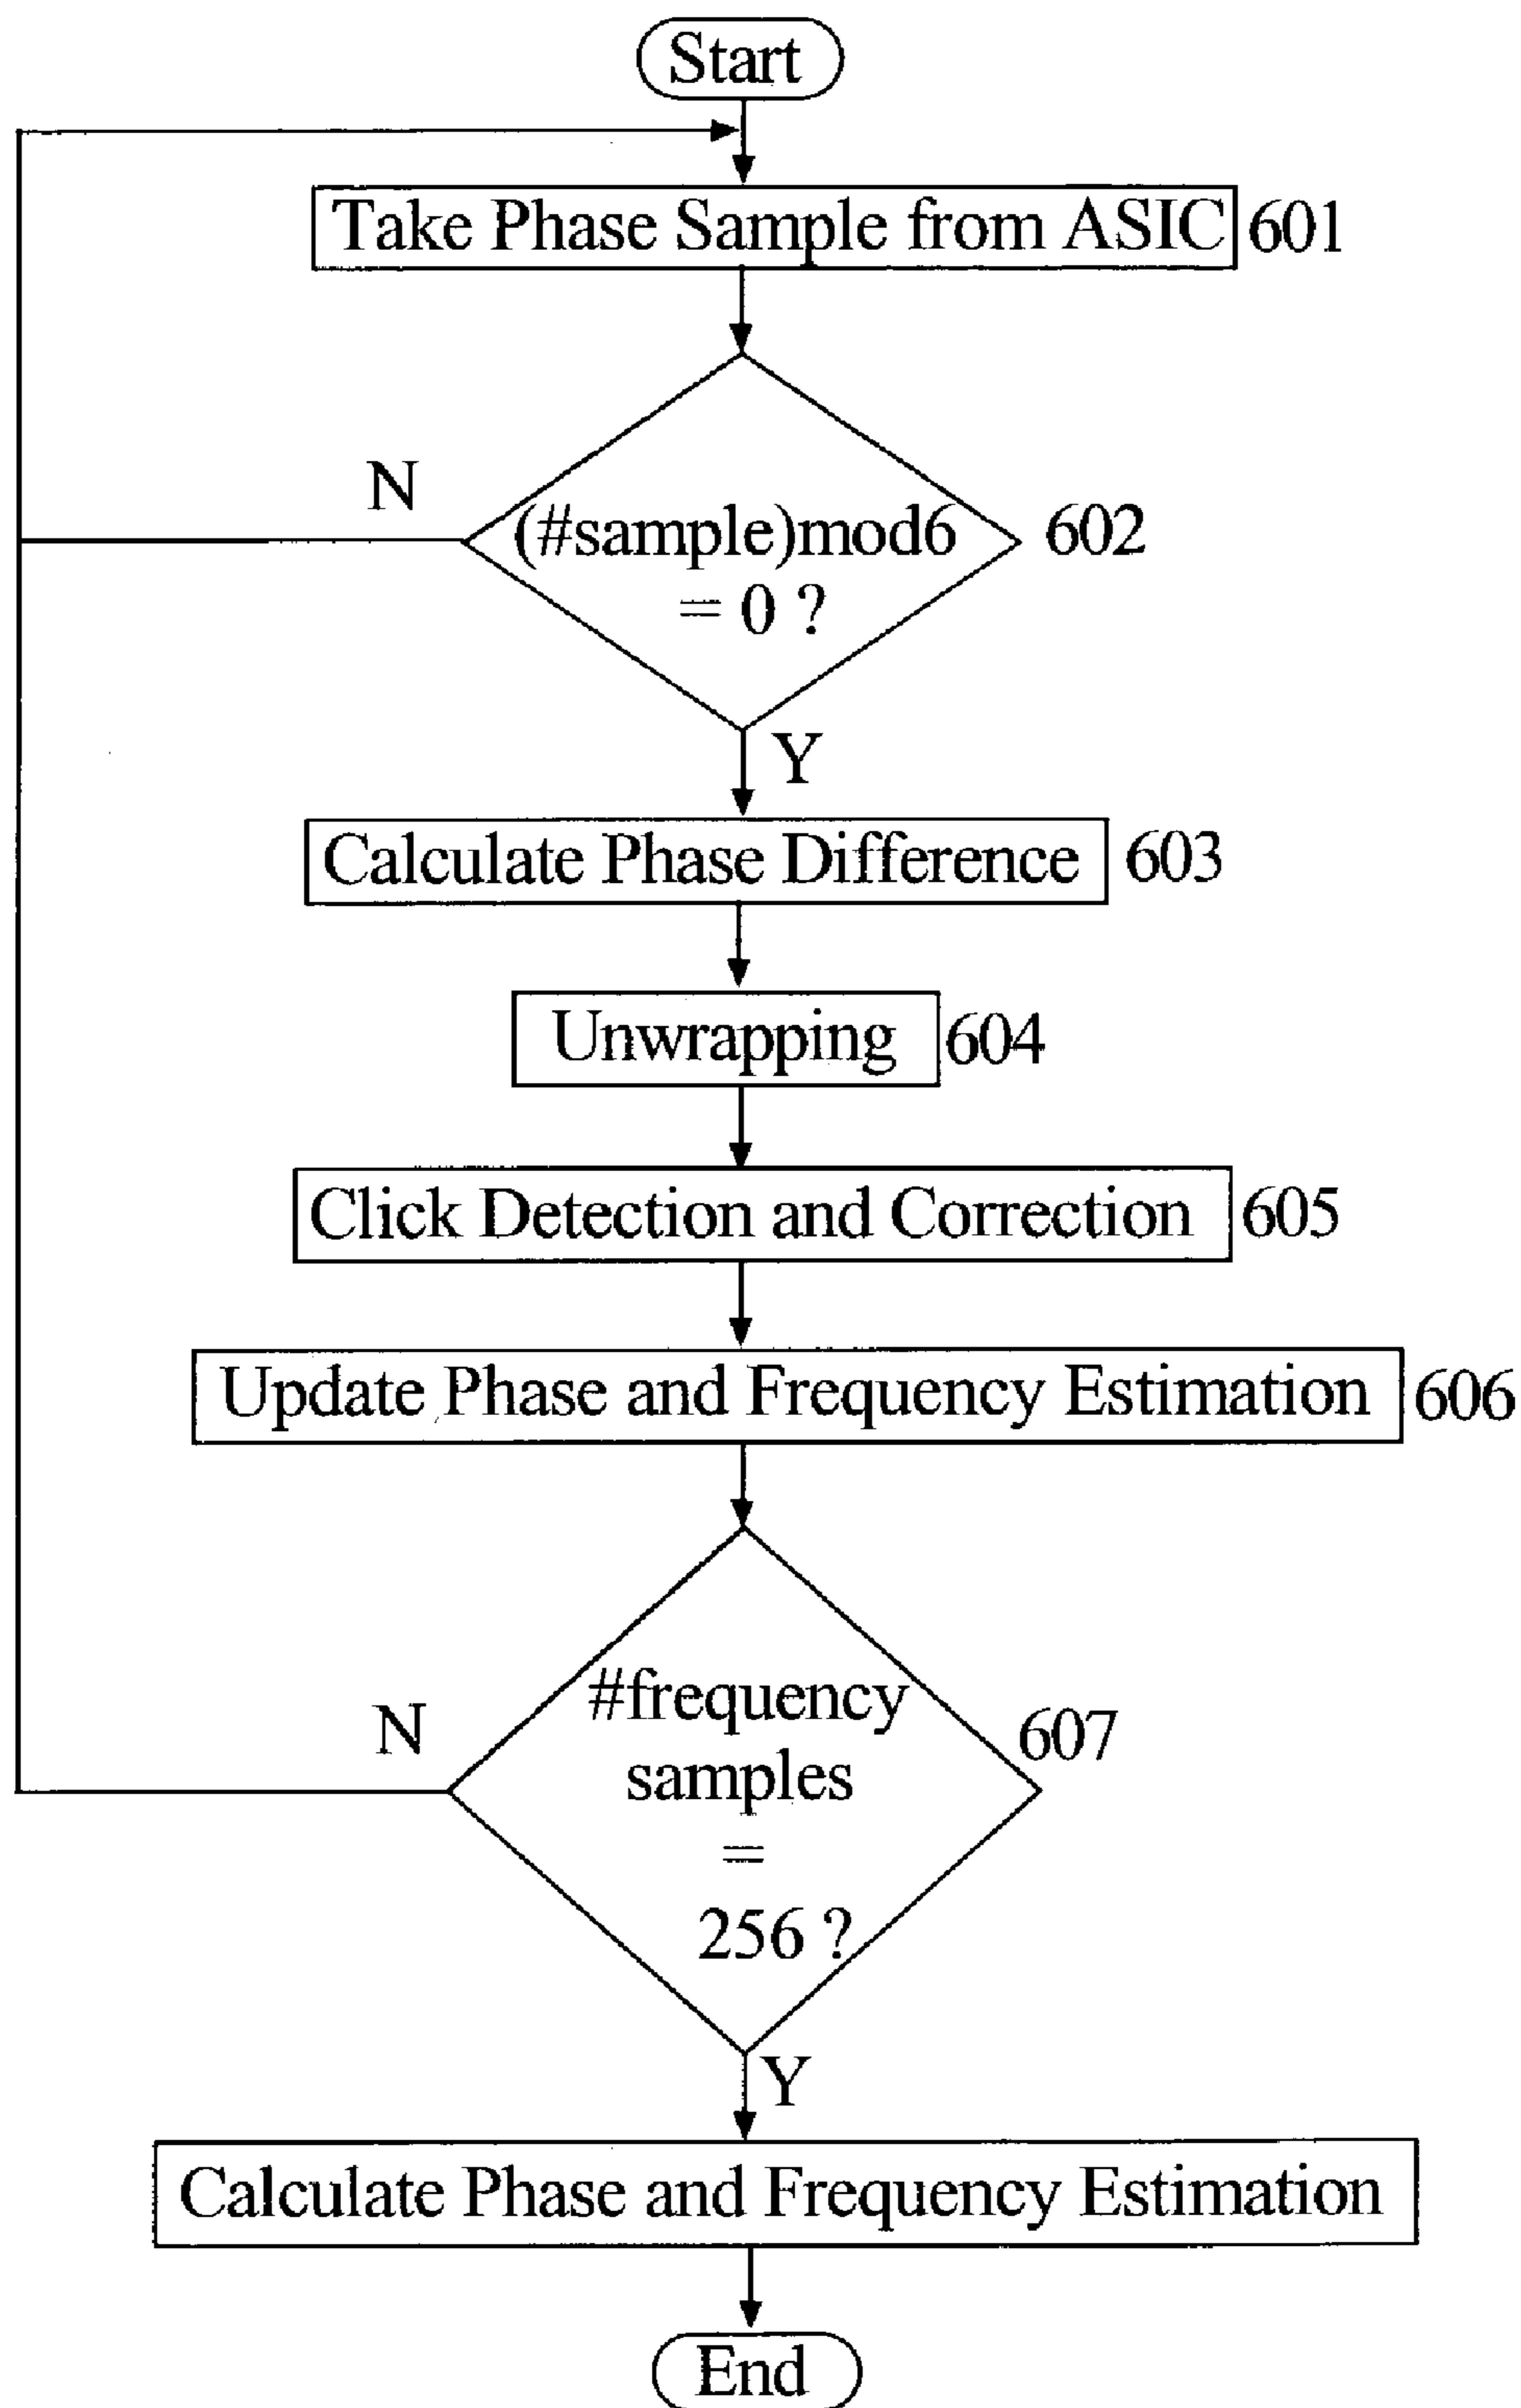 Start
Take Phase Sample from ASIC 601
N
(#sample)mod6 602
= 0 ?
Y
Calculate Phase Difference 603
Unwrapping 604
Click Detection and Correction 605
Update Phase and Frequency Estimation 606
#frequency
N
607
samples
=
256 ?
Y
Calculate Phase and Frequency Estimation
End